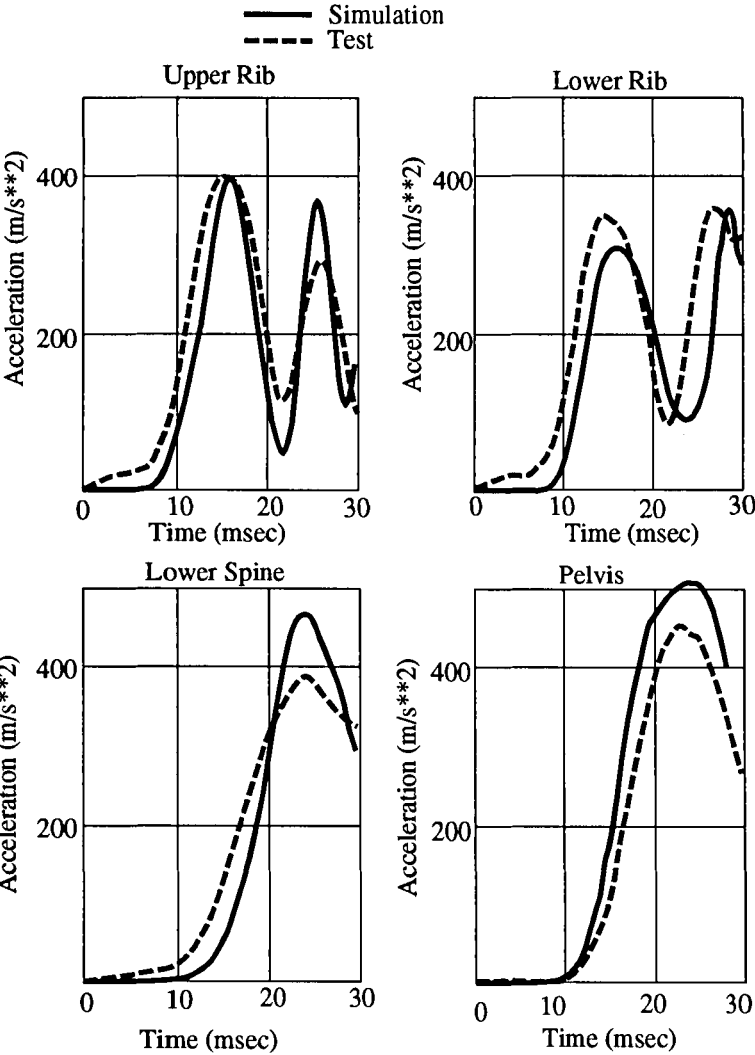 Simulation
Test
Upper Rib
Acceleration (m/s**2)
400
200
0
10
20
30
Time (msec)
Lower Rib
Acceleration (m/s**2)
400
200
0
10
20
30
Time (msec)
Lower Spine
Acceleration (m/s**2)
400
200
0
10
20
30
Time (msec)
Pelvis
Acceleration (m/s**2)
400
200
0
10
20
30
Time (msec)